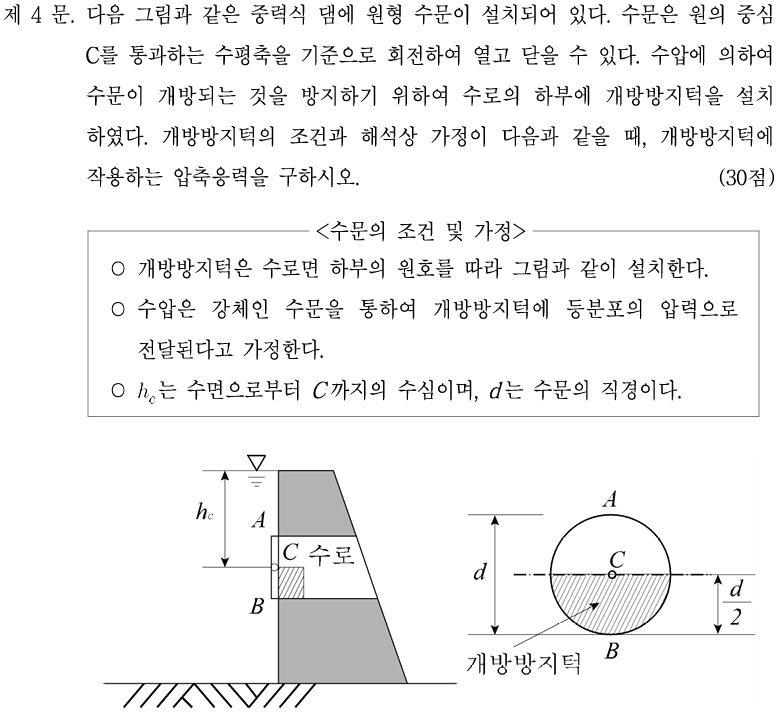 제 4 문. 다음 그림과 같은 중력식 댐에 원형 수문이 설치되어 있다. 수문은 원의 중심
C를 통과하는 수평축을 기준으로 회전하여 열고 닫을 수 있다. 수압에 의하여
수문이 개방되는 것을 방지하기 위하여 수로의 하부에 개방방지턱을 설치
하였다. 개방방지턱의 조건과 해석상 가정이 다음과 같을 때, 개방방지턱에
작용하는 압축응력을 구하시오. (30점)
<수문의 조건 및 가정>
○ 개방방지턱은 수로면 하부의 원호를 따라 그림과 같이 설치한다.
○ 수압은 강체인 수문을 통하여 개방방지턱에 등분포의 압력으로
전달된다고 가정한다.
○ h_c는 수면으로부터 C까지의 수심이며, d는 수문의 직경이다.
h_c
A
C 수로
B
A
d
C
d/2
B
개방방지턱